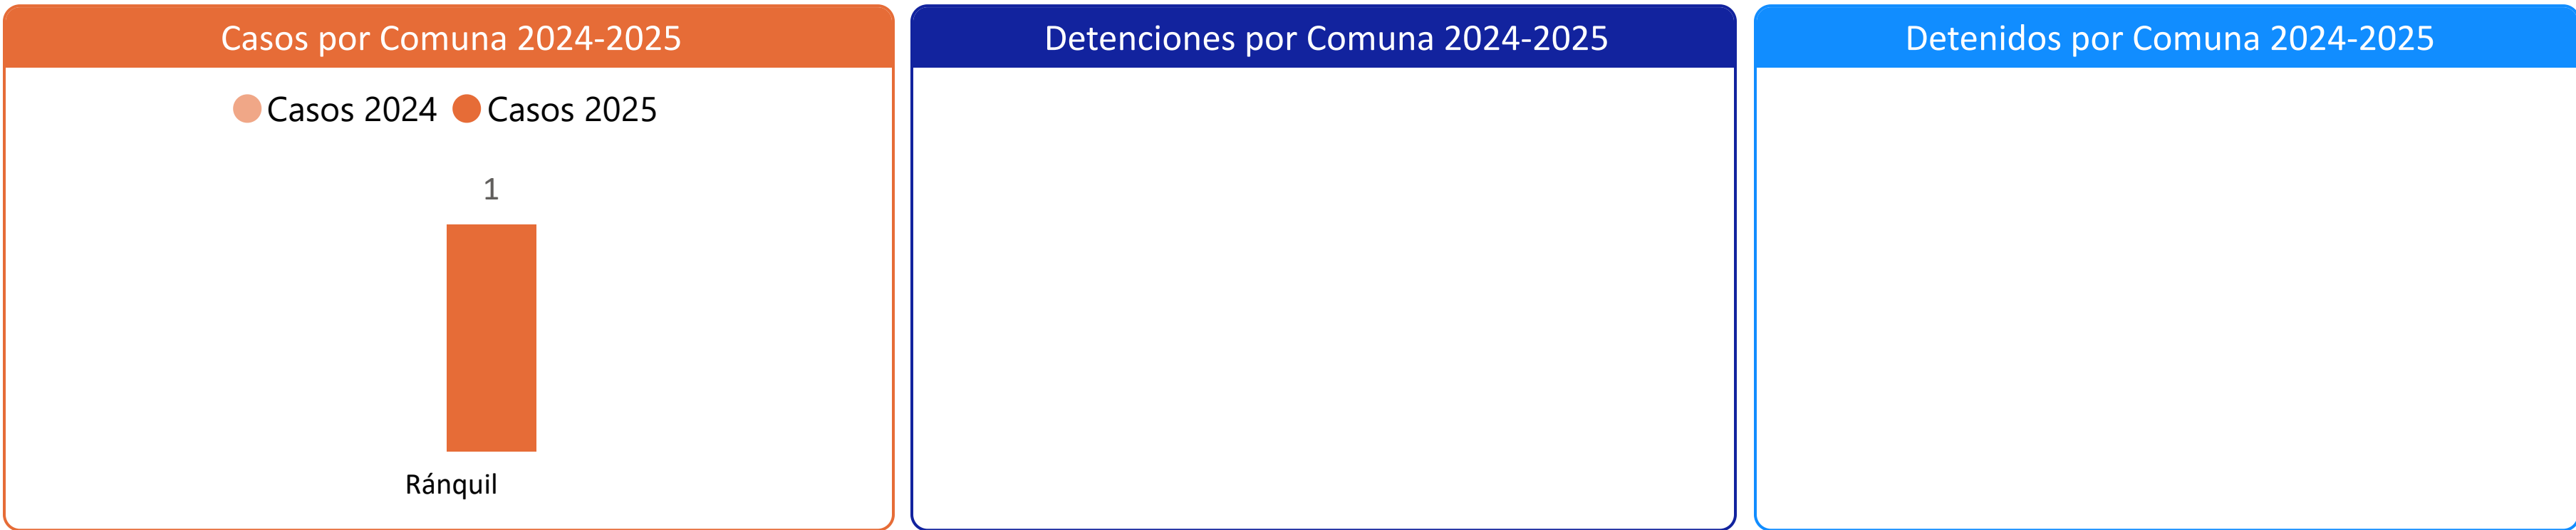 Casos por Comuna 2024-2025
Casos 2024 Casos 2025
1
Ránquil
Detenciones por Comuna 2024-2025
Detenidos por Comuna 2024-2025